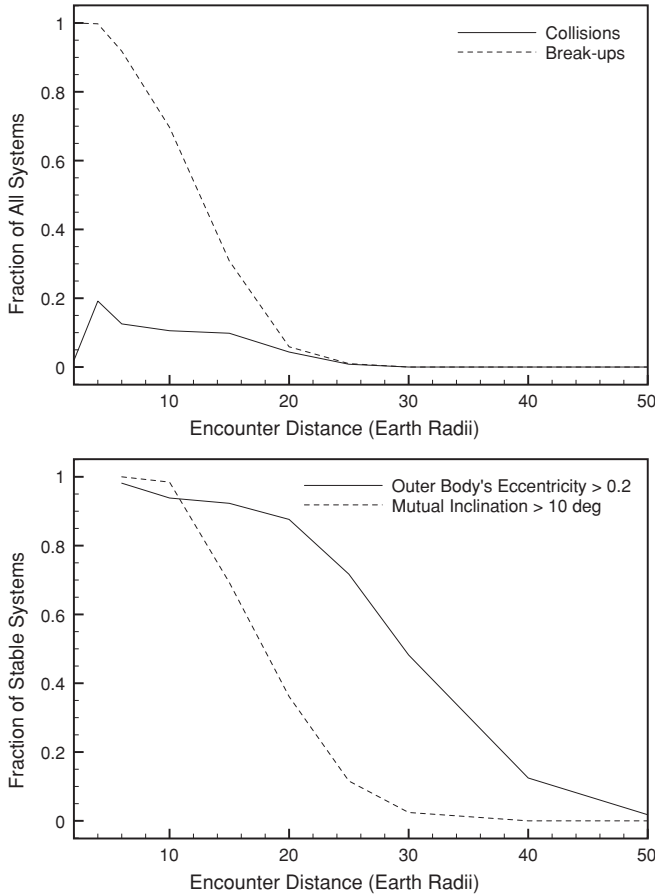 1
0.8
0.6
0.4
0.2
0
Fraction of All Systems
Collisions
Break-ups
10 20 30 40 50
Encounter Distance (Earth Radii)
1
0.8
0.6
0.4
0.2
0
Fraction of Stable Systems
Outer Body's Eccentricity > 0.2
Mutual Inclination > 10 deg
10 20 30 40 50
Encounter Distance (Earth Radii)